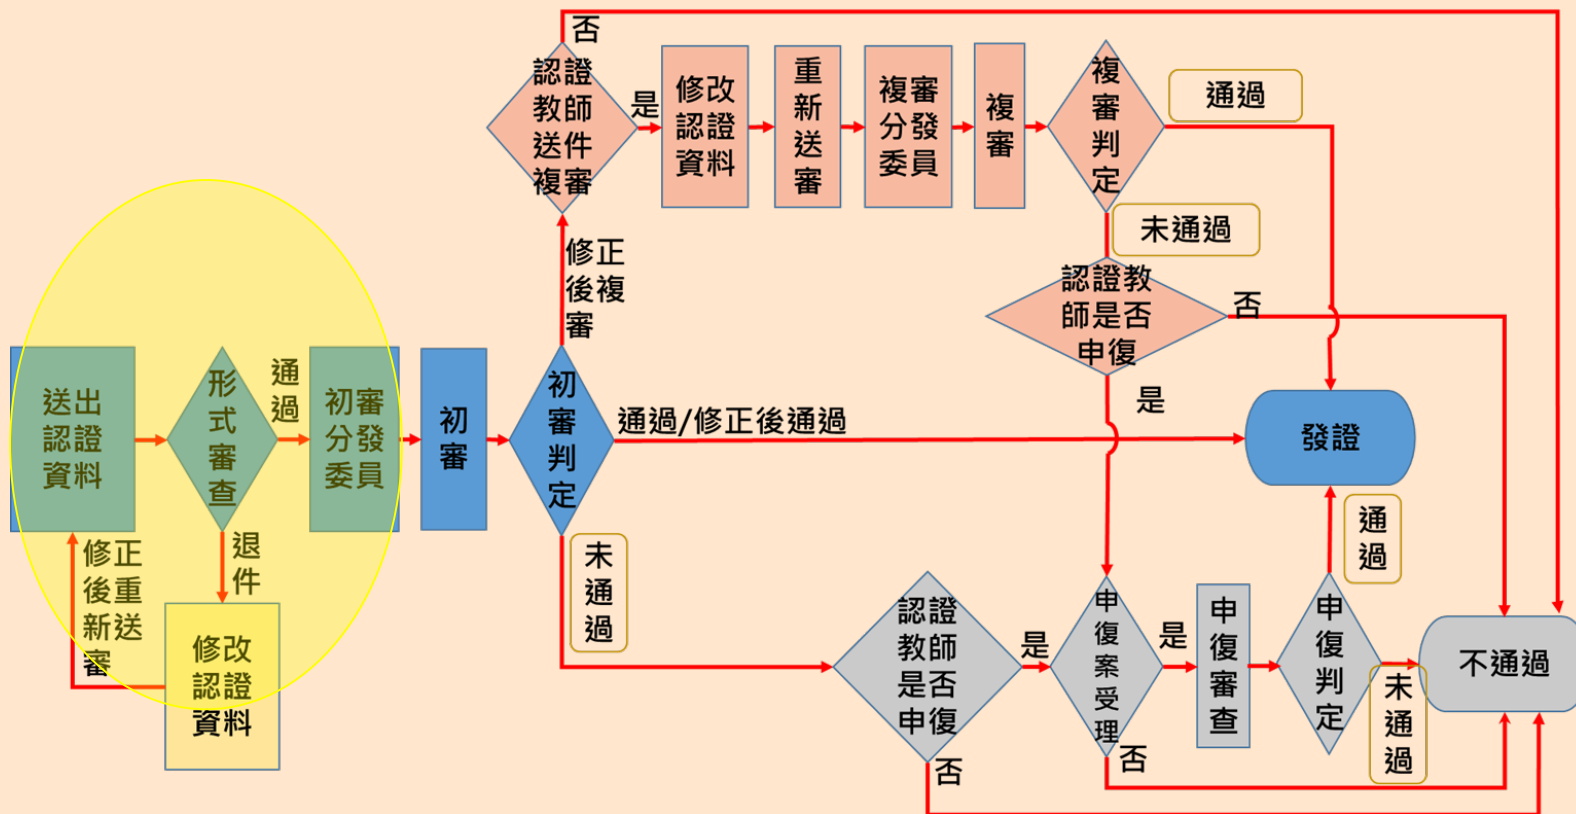 否
認證
教師
送件
複審
是
修改
認證
資料
重
新
送
審
複審
分發
委員
複
審
複
審
判
定
通過
未通過
修正
後複
審
認證教
師是否
申復
否
是
送出
認證
資料
形
式
審
查
通
過
初審
分發
委員
初
審
初
審
判
定
通過/修正後通過
發證
退
件
修正
後重
新送
審
修改
認證
資料
未
通
過
認證
教師
是否
申復
是
否
申
復
案
受
理
是
否
申
復
審
查
申
復
判
定
通
過
未
通
過
不通過